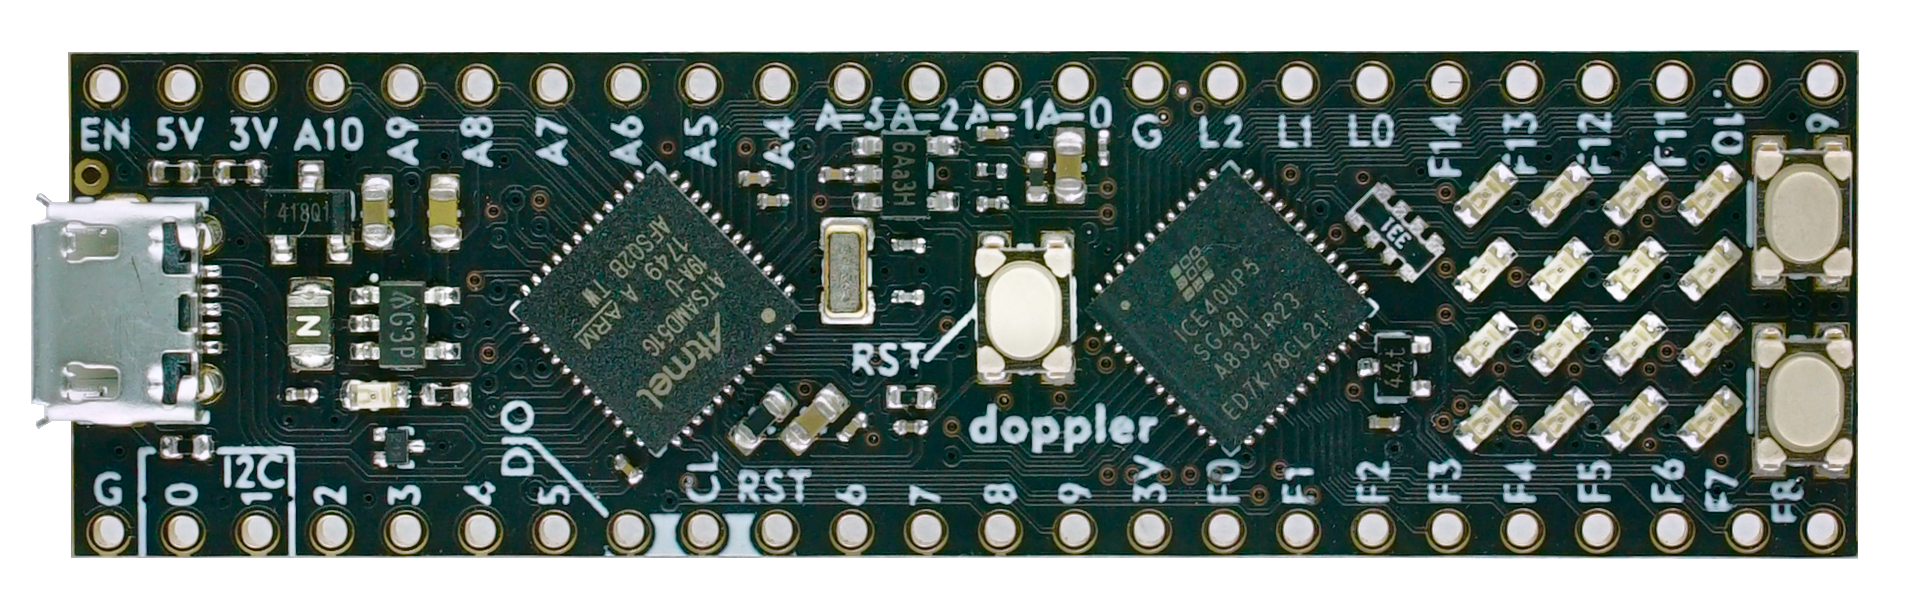 EN 5V 3V A10 A9 A8 A7 A6 A5 A4 A-3 A-2 A-1 A-0 G L2 L1 L0 F14 F13 F12 F11 10 9
418Q1
6Aa3H
Atmel
ATSAMD51G
19A-U
1749 A ARM
AFS02B TW
N
AG3P
RST
doppler
ICE40UP5
SG48I
A8321R23
ED7K78CL21
1EE
44t
I2C
DIO
G 0 1 2 3 4 5 CL RST 6 7 8 9 3V F0 F1 F2 F3 F4 F5 F6 F7 F8